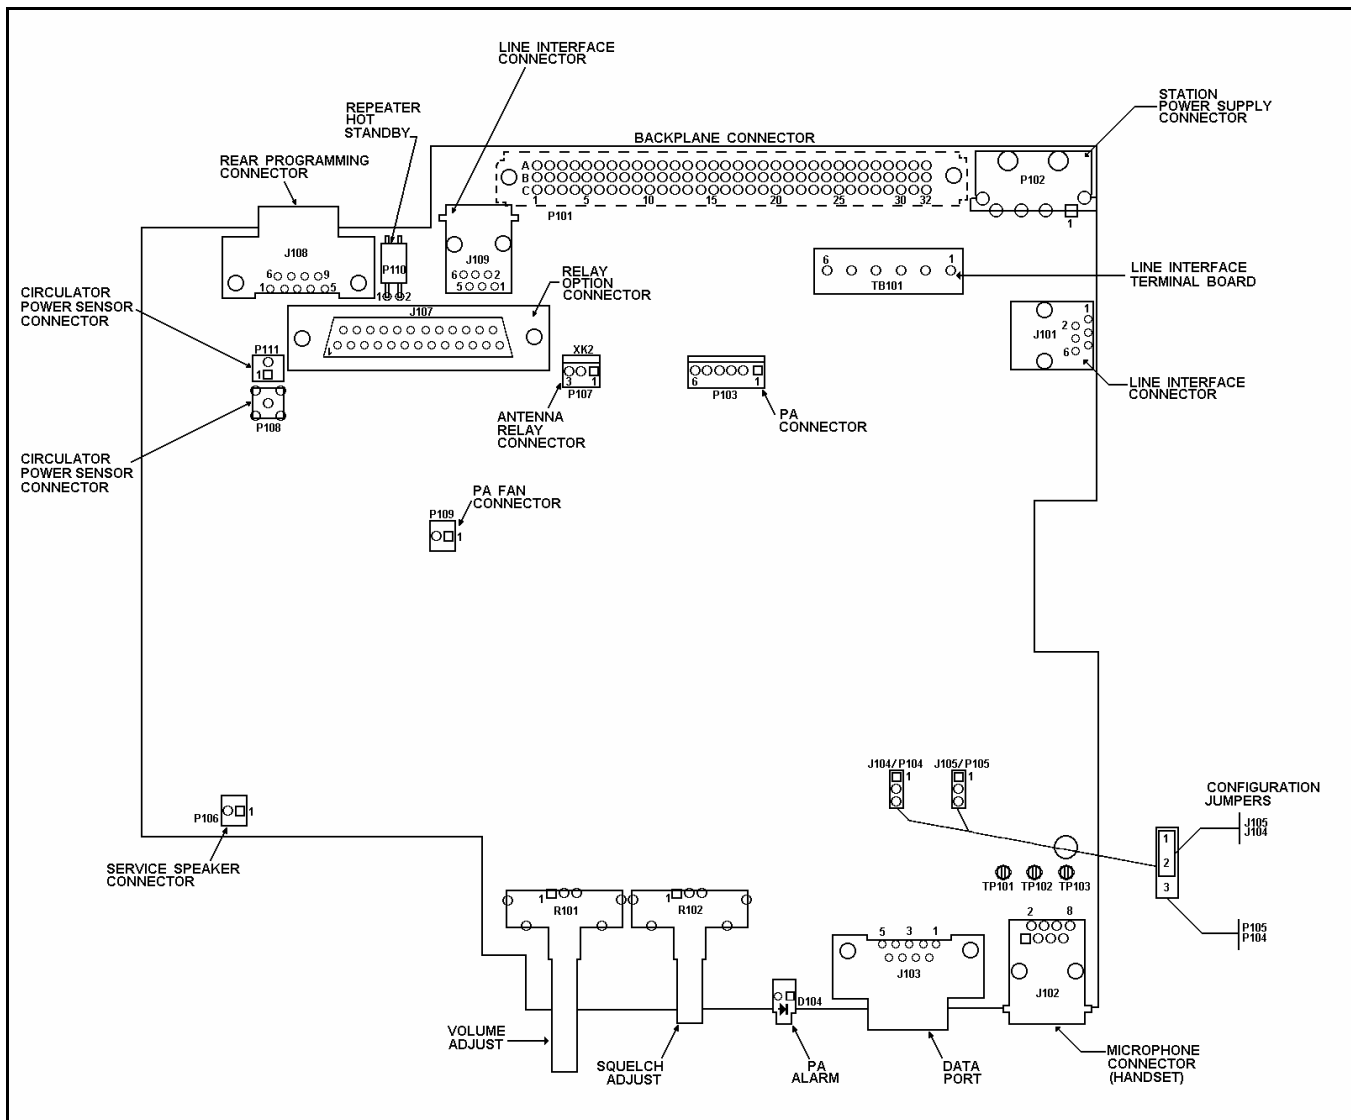 LINE INTERFACE
CONNECTOR
STATION
POWER SUPPLY
CONNECTOR
REPEATER
HOT
STANDBY
BACKPLANE CONNECTOR
REAR PROGRAMMING
CONNECTOR
A
B
C
1 5 10 15 20 25 30 32
P101
P102
1
J108
6 9
1 5
P110
1 2
J109
6 2
5 1
6 1
TB101
LINE INTERFACE
TERMINAL BOARD
RELAY
OPTION
CONNECTOR
CIRCULATOR
POWER SENSOR
CONNECTOR
J107
1
J101
1
2
6
P111
1
XK2
3 1
P107
6 1
P103
LINE INTERFACE
CONNECTOR
P108
ANTENNA
RELAY
CONNECTOR
PA
CONNECTOR
CIRCULATOR
POWER SENSOR
CONNECTOR
PA FAN
CONNECTOR
P109
1
J104/P104
1
J105/P105
1
CONFIGURATION
JUMPERS
J105
J104
1
2
3
P105
P104
P106
1
SERVICE SPEAKER
CONNECTOR
TP101 TP102 TP103
1
R101
1
R102
5 3 1
J103
2 8
J102
D104
VOLUME
ADJUST
SQUELCH
ADJUST
PA
ALARM
DATA
PORT
MICROPHONE
CONNECTOR
(HANDSET)